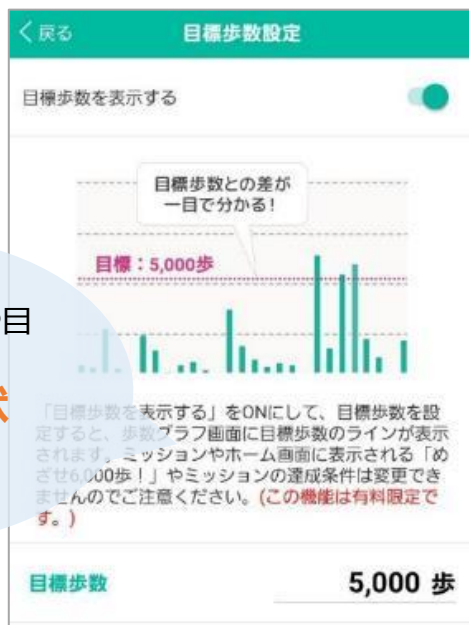 戻る
目標歩数設定
目標歩数を表示する
目標歩数との差が
一目で分かる!
目標:5,000歩
目
「目標歩数を表示する」をONにして、目標歩数を設
定すると、歩数グラフ画面に目標歩数のラインが表示
されます。ミッションやホーム画面に表示される「め
ざせ6,000歩!」やミッションの達成条件は変更でき
ませんのでご注意ください。(この機能は有料限定で
す。)
目標歩数
5,000 歩